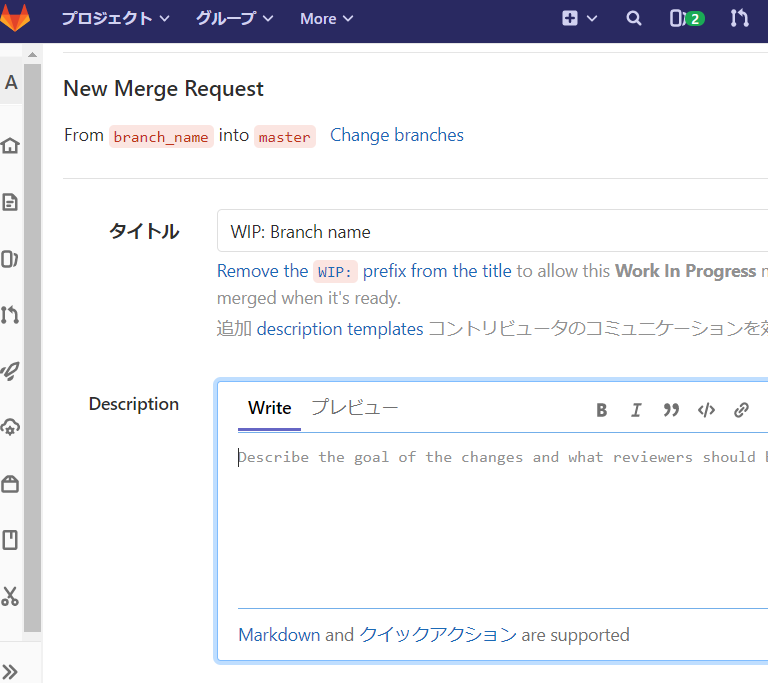 プロジェクト グループ More 2
A
New Merge Request
From branch_name into master Change branches
タイトル WIP: Branch name
Remove the WIP: prefix from the title to allow this Work In Progress
merged when it's ready.
追加 description templates コントリビュータのコミュニケーションを
Description Write プレビュー B I
Describe the goal of the changes and what reviewers should
Markdown and クイックアクション are supported